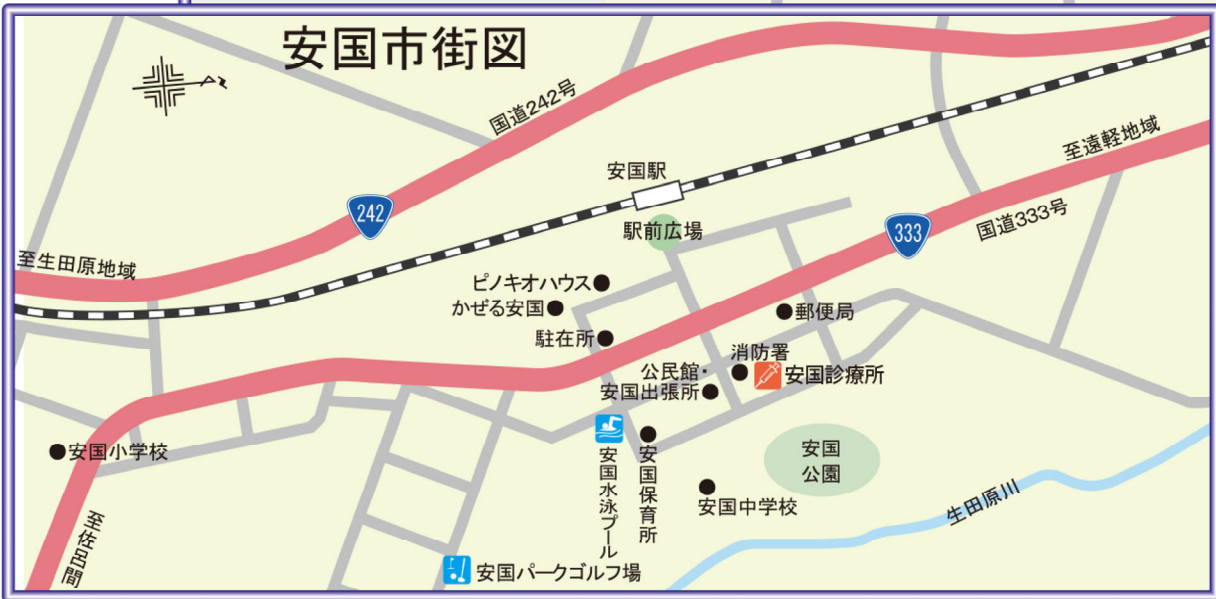 安国市街図
国道242号
242
至生田原地域
安国駅
駅前広場
至遠軽地域
国道333号
333
ピノキオハウス
かぜる安国
駐在所
郵便局
消防署
公民館・
安国出張所
安国診療所
安国小学校
安国水泳プール
安国保育所
安国
公園
安国中学校
生田原川
至佐呂間
安国パークゴルフ場